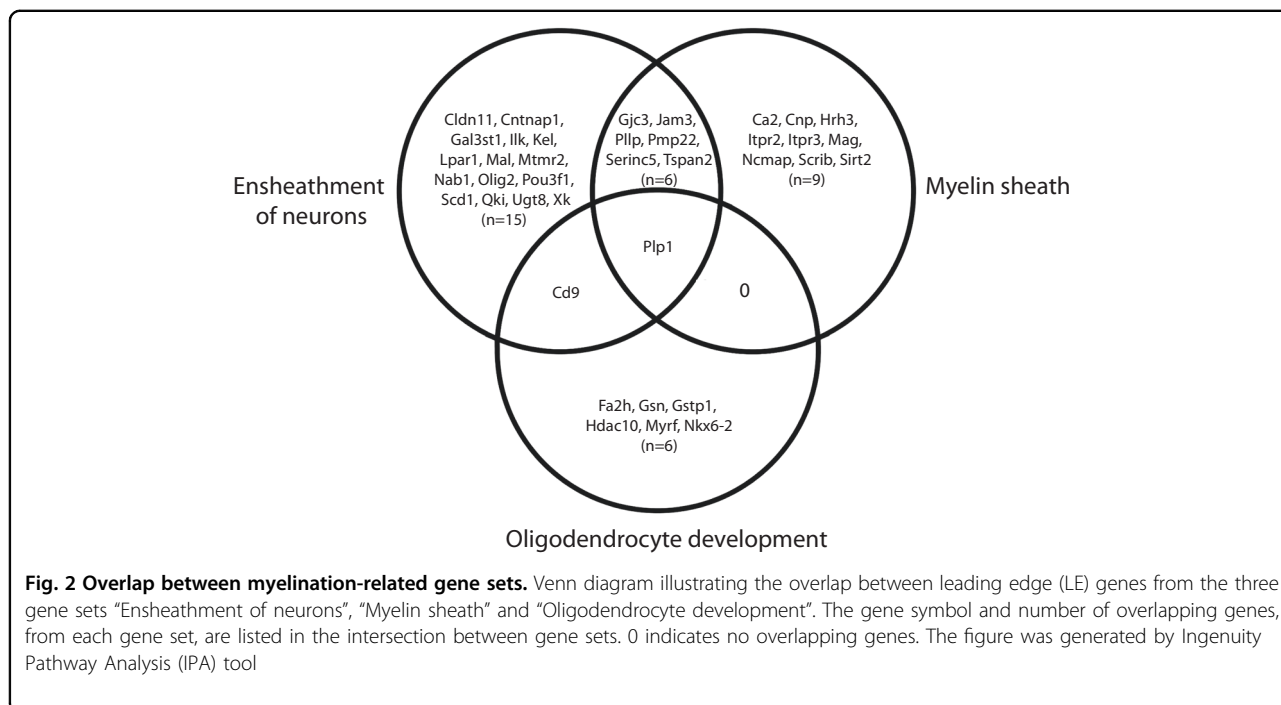 Cldn11, Cntnap1,
Gal3st1, Ilk, Kel,
Lpar1, Mal, Mtmr2,
Nab1, Olig2, Pou3f1,
Scd1, Qki, Ugt8, Xk
(n=15)
Gjc3, Jam3,
Pllp, Pmp22,
Serinc5, Tspan2
(n=6)
Ca2, Cnp, Hrh3,
Itpr2, Itpr3, Mag,
Ncmap, Scrib, Sirt2
(n=9)
Ensheathment
of neurons
Myelin sheath
Plp1
Cd9
0
Fa2h, Gsn, Gstp1,
Hdac10, Myrf, Nkx6-2
(n=6)
Oligodendrocyte development
Fig. 2 Overlap between myelination-related gene sets. Venn diagram illustrating the overlap between leading edge (LE) genes from the three
gene sets “Ensheathment of neurons”, “Myelin sheath” and “Oligodendrocyte development”. The gene symbol and number of overlapping genes,
from each gene set, are listed in the intersection between gene sets. 0 indicates no overlapping genes. The figure was generated by Ingenuity
Pathway Analysis (IPA) tool